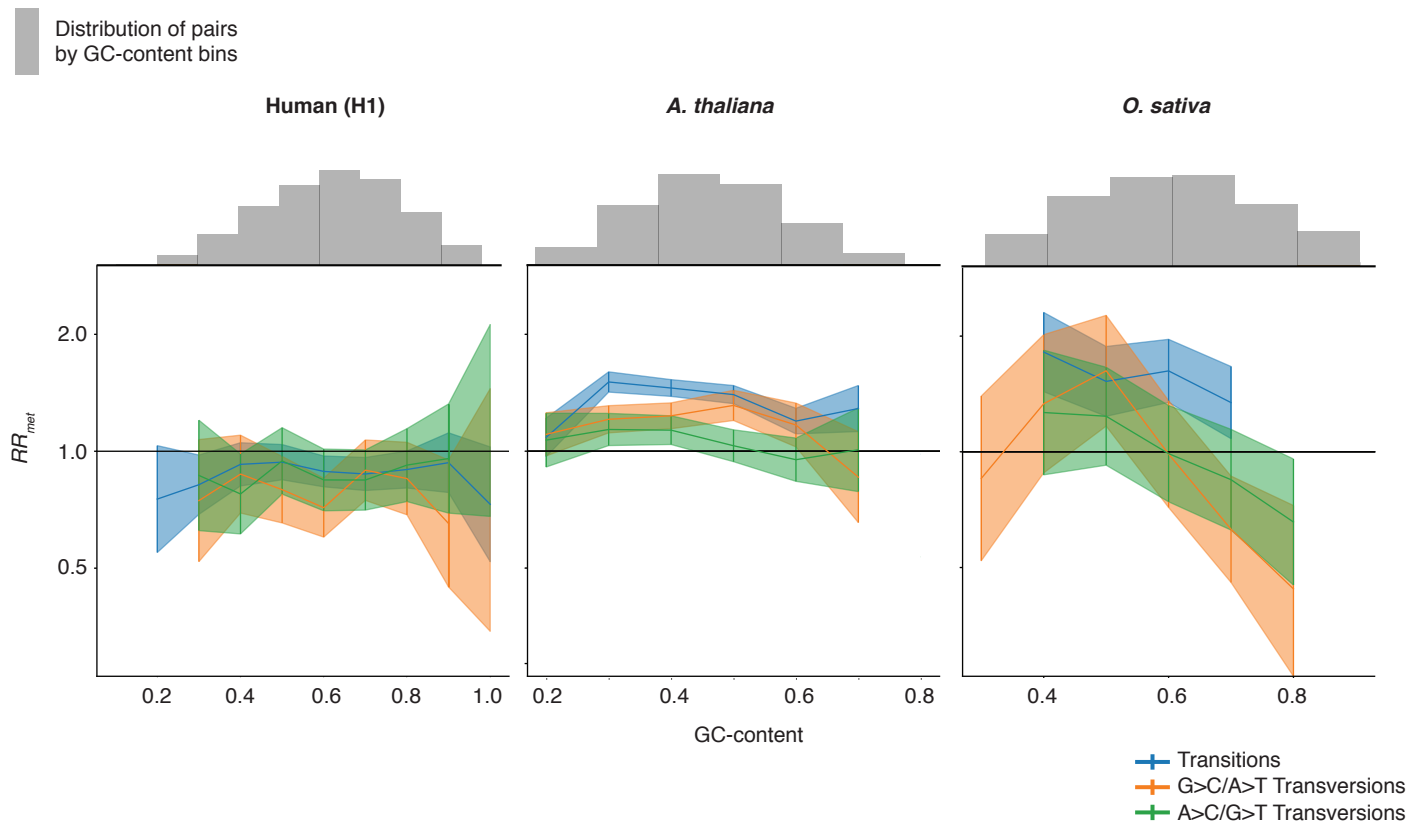 Distribution of pairs
by GC-content bins
Human (H1)
A. thaliana
O. sativa
2.0
1.0
0.5
RRmet
0.2 0.4 0.6 0.8 1.0
0.2 0.4 0.6 0.8
0.4 0.6 0.8
GC-content
Transitions
G>C/A>T Transversions
A>C/G>T Transversions